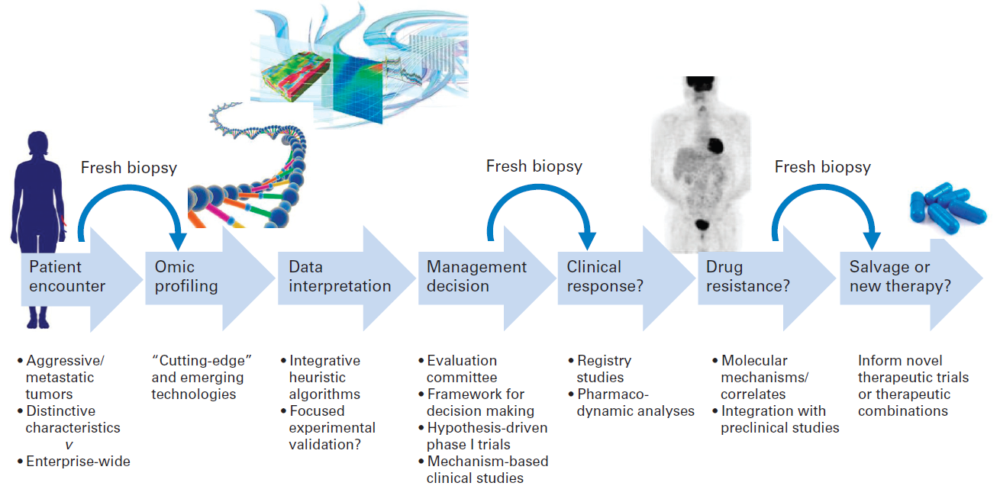 Fresh biopsy
Fresh biopsy
Fresh biopsy
Patient
encounter
Omic
profiling
Data
interpretation
Management
decision
Clinical
response?
Drug
resistance?
Salvage or
new therapy?
• Aggressive/
metastatic
tumors
• Distinctive
characteristics
v
• Enterprise-wide
“Cutting-edge”
and emerging
technologies
• Integrative
heuristic
algorithms
• Focused
experimental
validation?
• Evaluation
committee
• Framework for
decision making
• Hypothesis-driven
phase I trials
• Mechanism-based
clinical studies
• Registry
studies
• Pharmaco-
dynamic analyses
• Molecular
mechanisms/
correlates
• Integration with
preclinical studies
Inform novel
therapeutic trials
or therapeutic
combinations